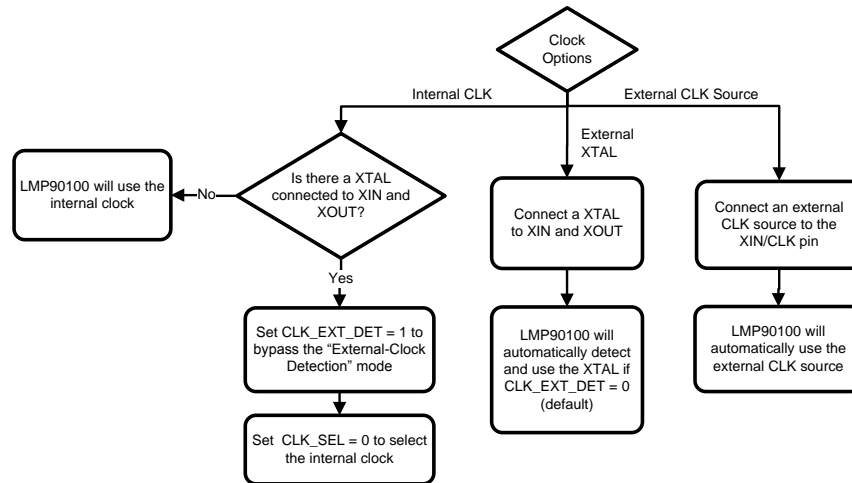 Clock
Options
Internal CLK
External CLK Source
External
XTAL
LMP90100 will use the
internal clock
No
Is there a XTAL
connected to XIN and
XOUT?
Connect a XTAL
to XIN and XOUT
Connect an external
CLK source to the
XIN/CLK pin
Yes
Set CLK_EXT_DET = 1 to
bypass the “External-Clock
Detection” mode
LMP90100 will
automatically detect
and use the XTAL if
CLK_EXT_DET = 0
(default)
LMP90100 will
automatically use the
external CLK source
Set CLK_SEL = 0 to select
the internal clock